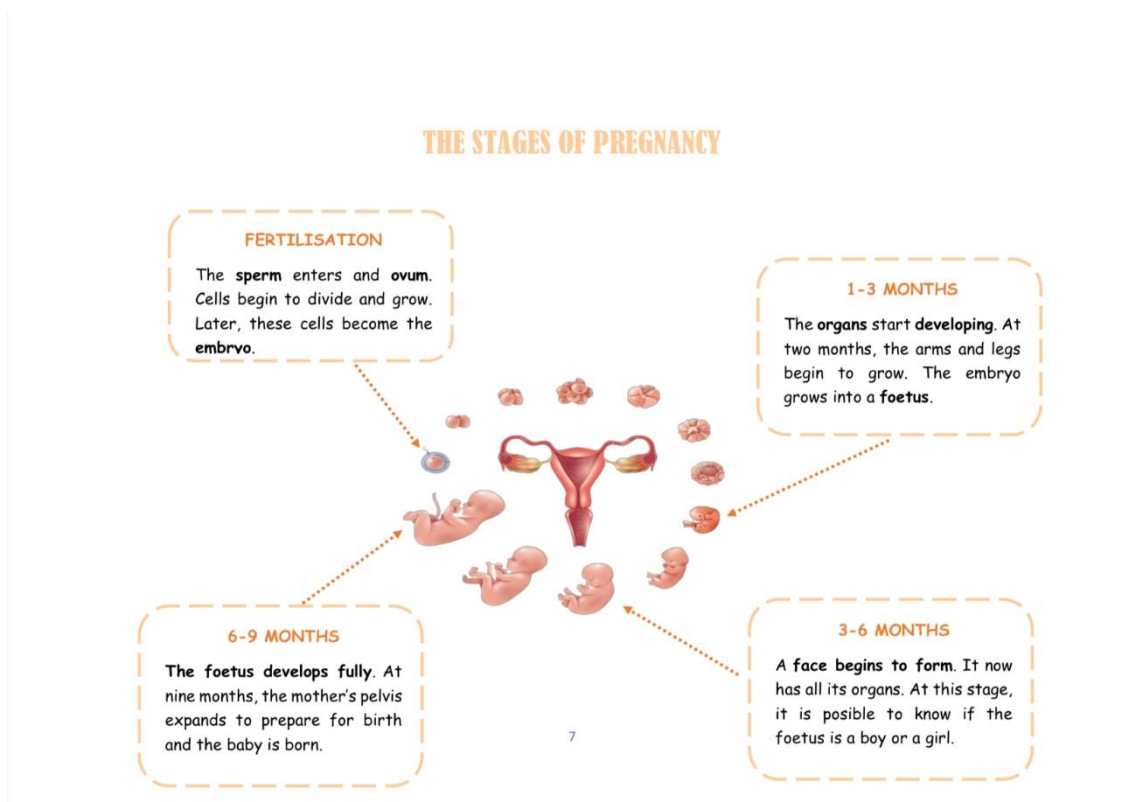 THE STAGES OF PREGNANCY
FERTILISATION
The sperm enters and ovum.
Cells begin to divide and grow.
Later, these cells become the
embryo.
1-3 MONTHS
The organs start developing. At
two months, the arms and legs
begin to grow. The embryo
grows into a foetus.
6-9 MONTHS
The foetus develops fully. At
nine months, the mother's pelvis
expands to prepare for birth
and the baby is born.
3-6 MONTHS
A face begins to form. It now
has all its organs. At this stage,
it is posible to know if the
foetus is a boy or a girl.
7